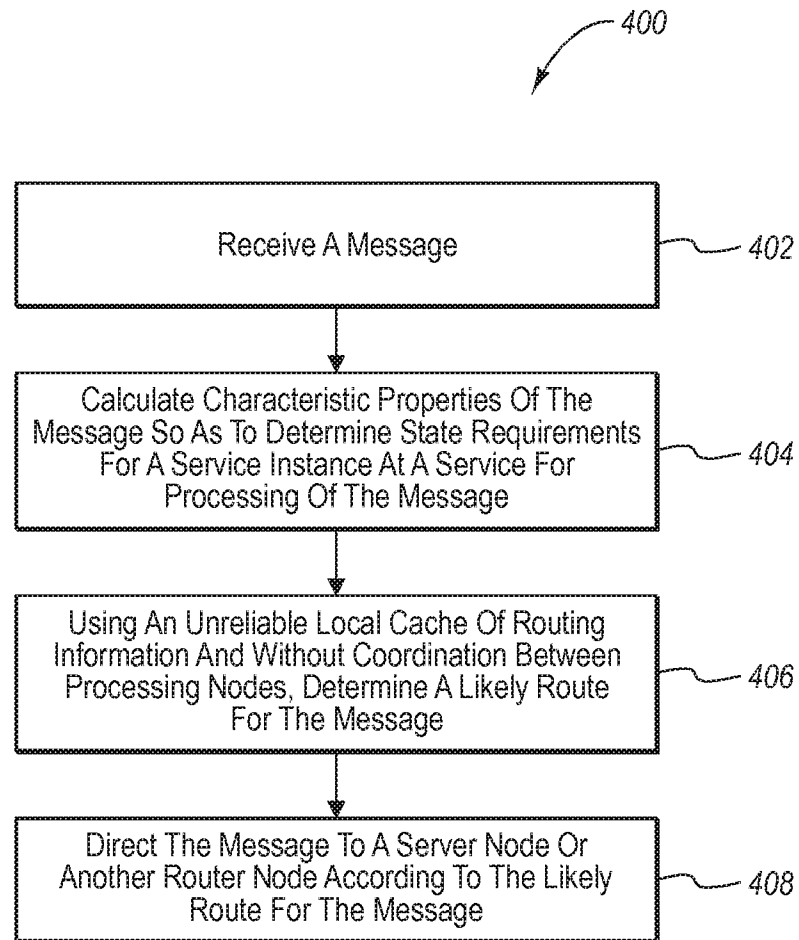 400
Receive A Message
402
Calculate Characteristic Properties Of The
Message So As To Determine State Requirements
For A Service Instance At A Service For
Processing Of The Message
404
Using An Unreliable Local Cache Of Routing
Information And Without Coordination Between
Processing Nodes, Determine A Likely Route
For The Message
406
Direct The Message To A Server Node Or
Another Router Node According To The Likely
Route For The Message
408